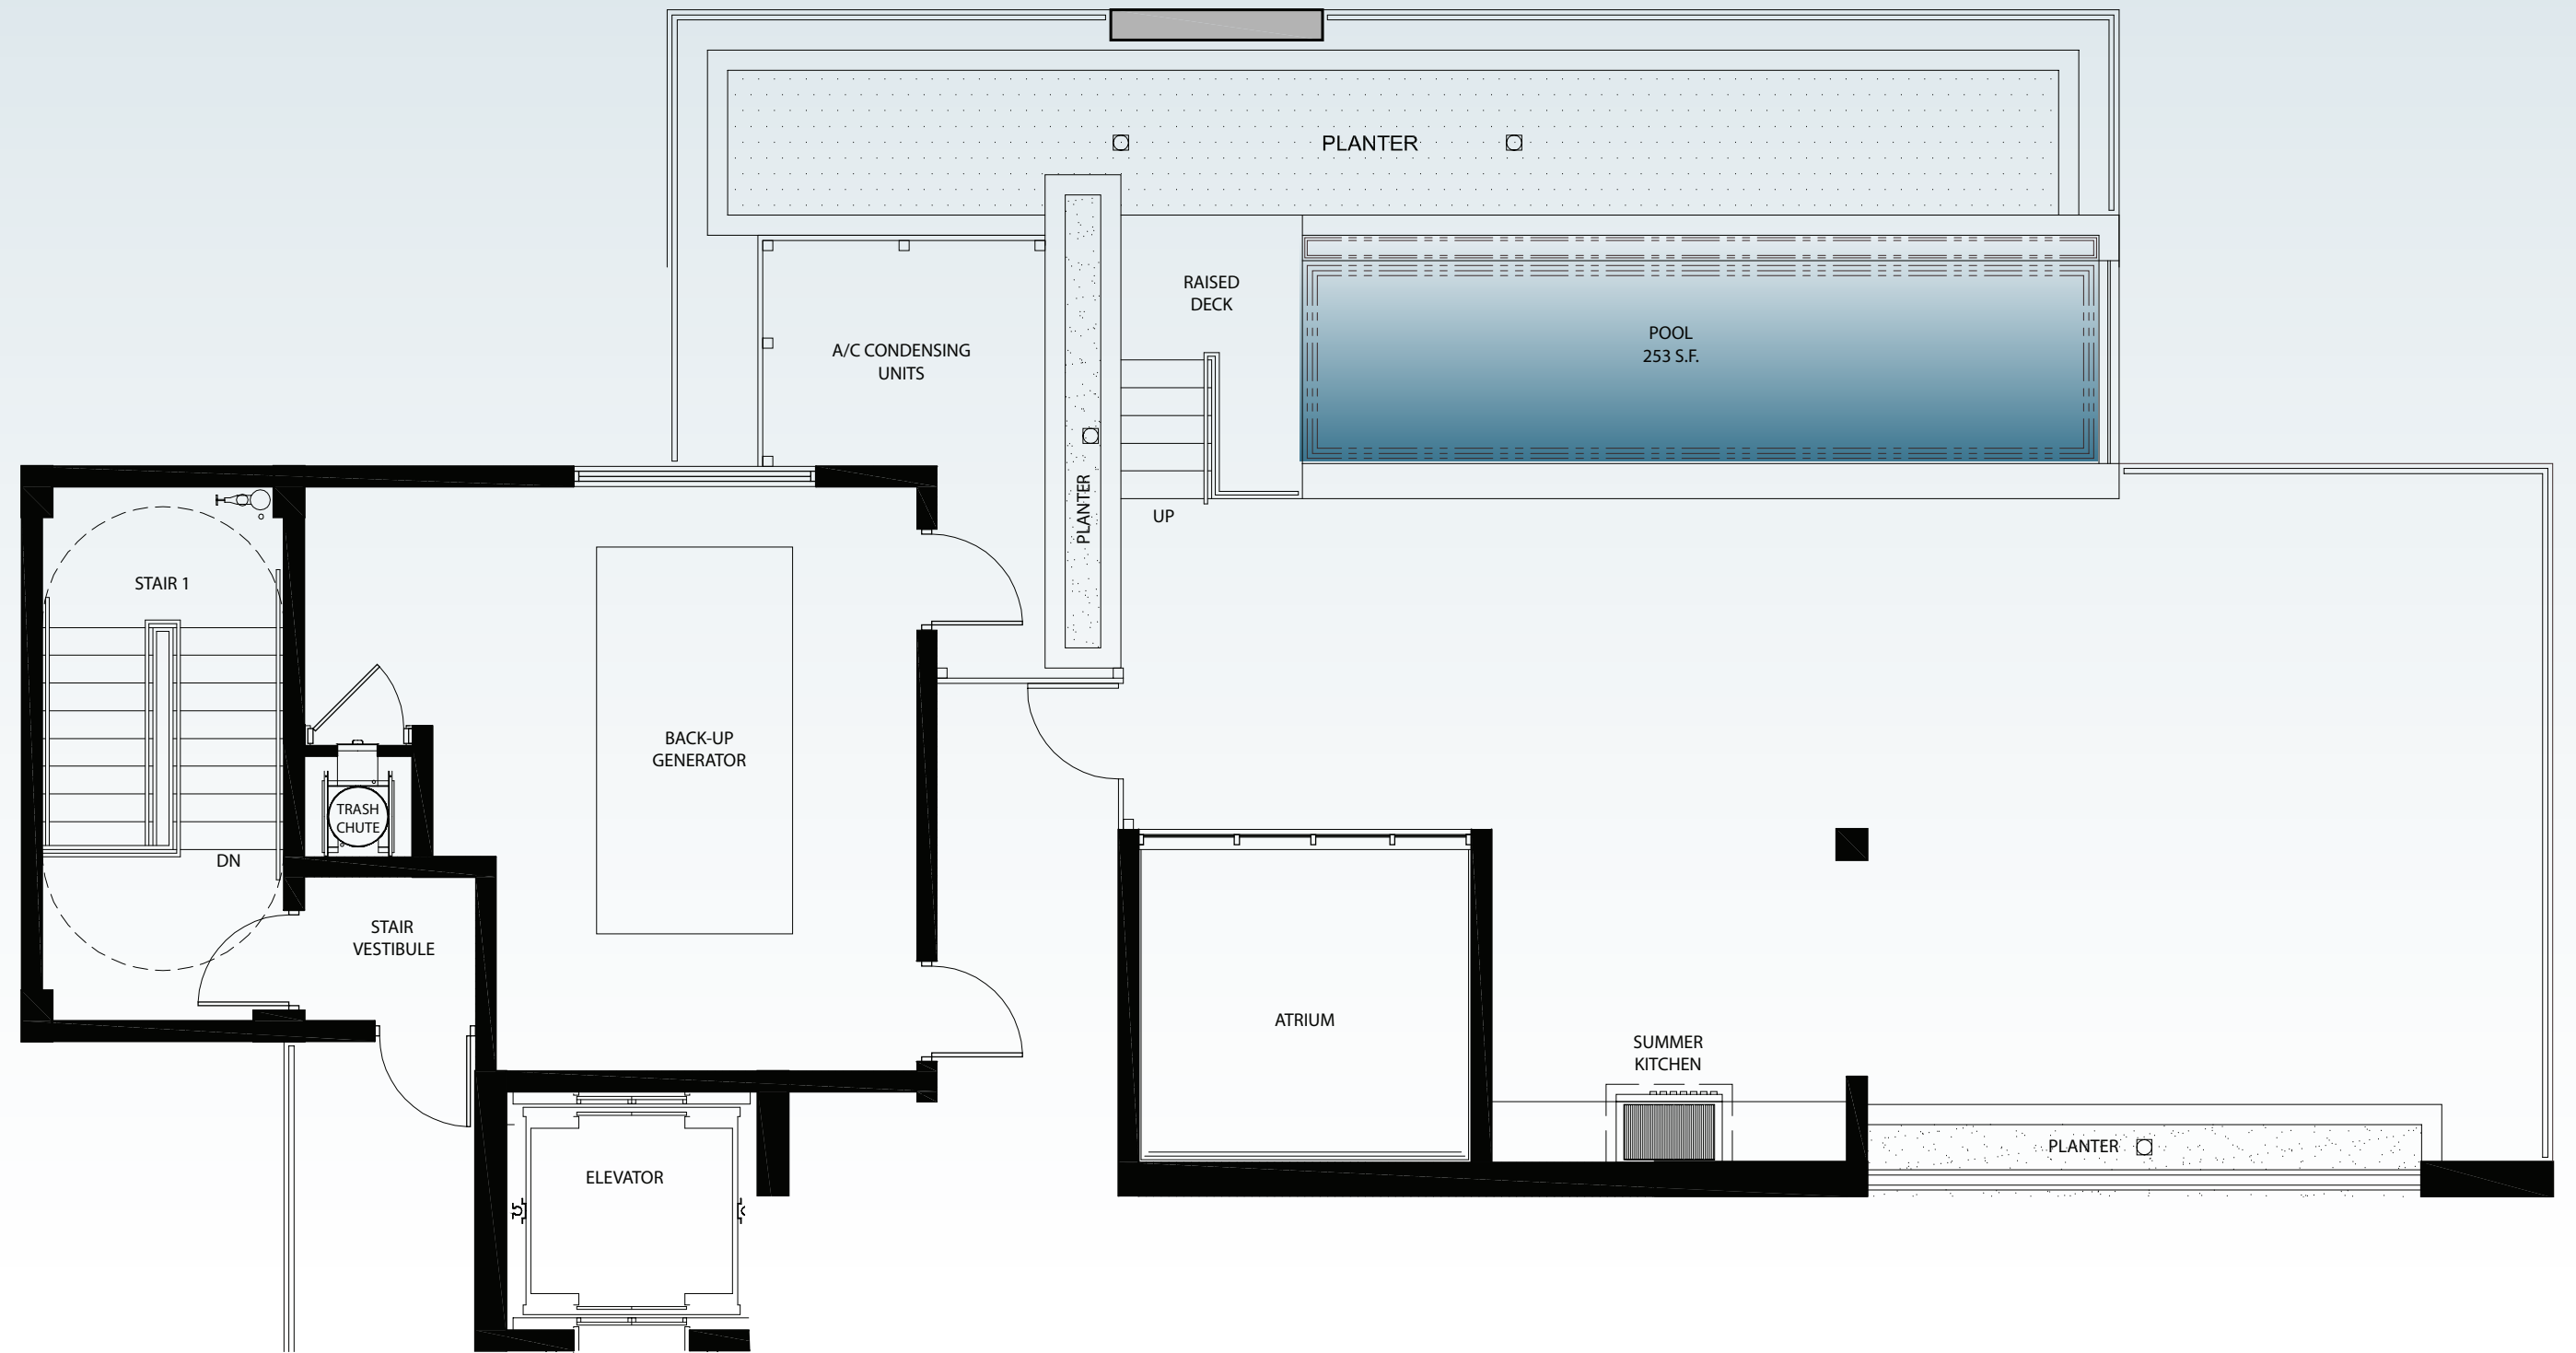 PLANTER
RAISED
DECK
POOL
253 S.F.
A/C CONDENSING
UNITS
PLANTER
UP
STAIR 1
BACK-UP
GENERATOR
TRASH
CHUTE
DN
STAIR
VESTIBULE
ATRIUM
SUMMER
KITCHEN
PLANTER
ELEVATOR